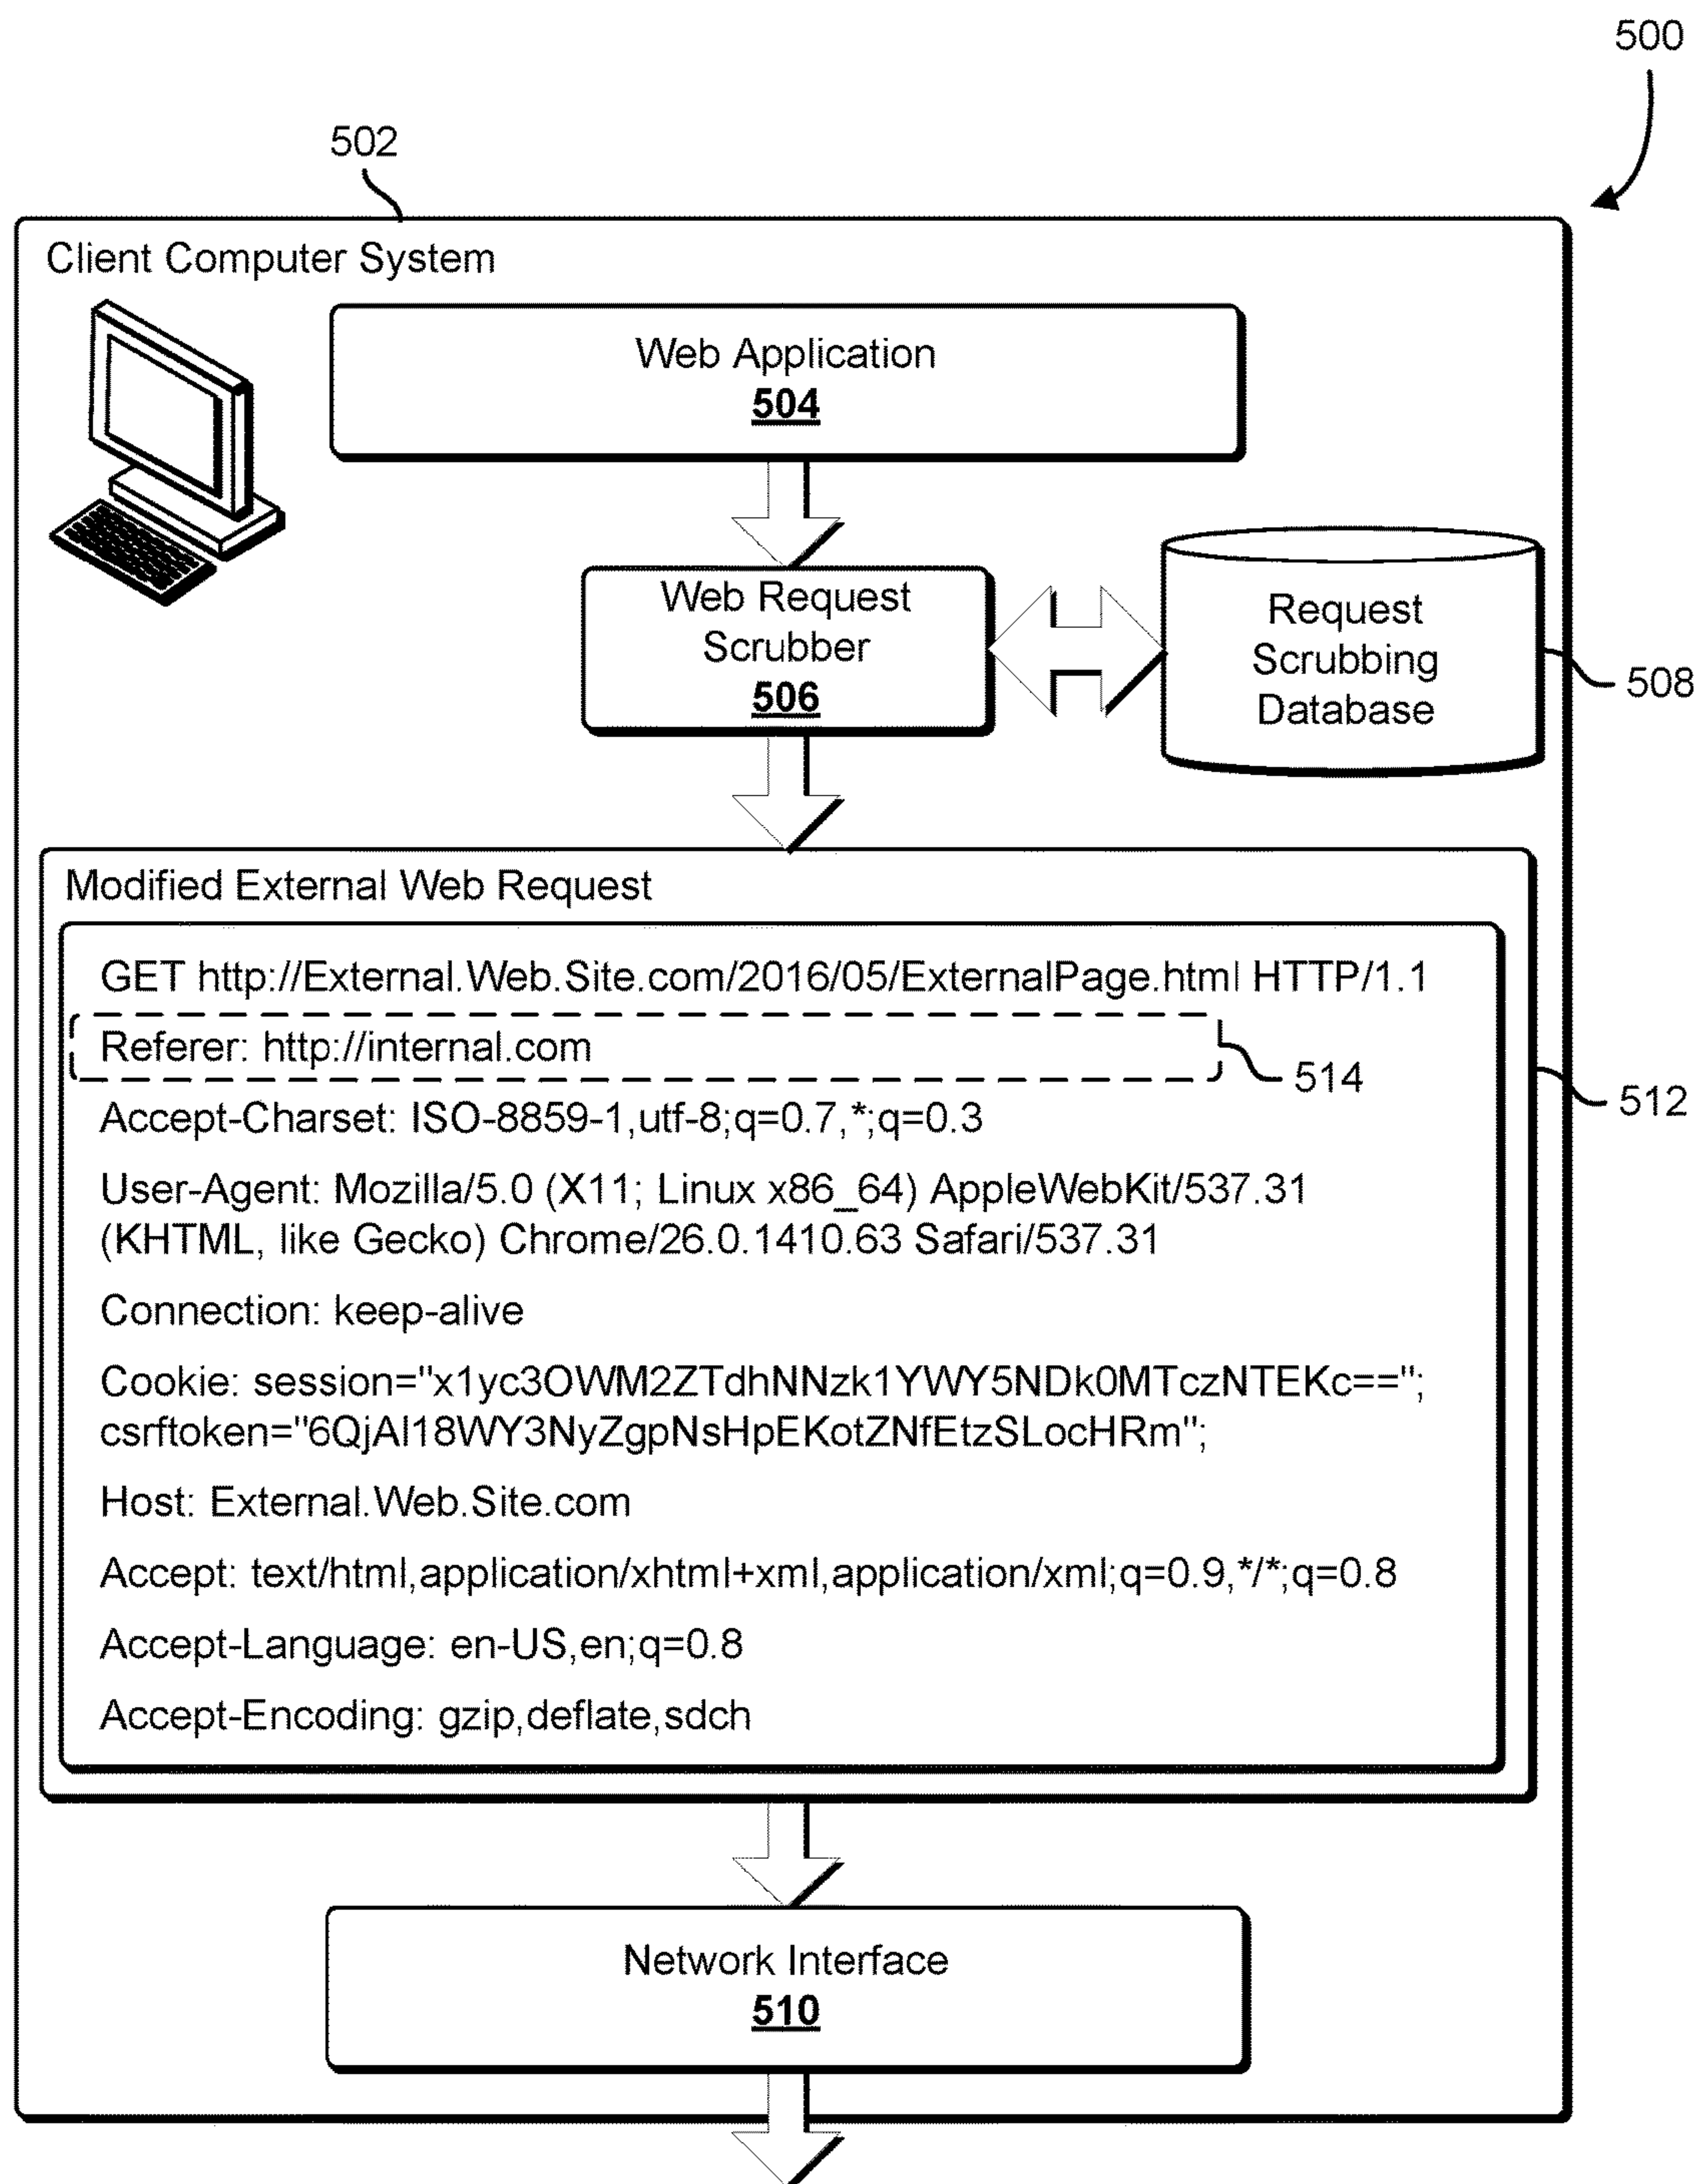 500
502
Client Computer System
Web Application
504
Web Request
Scrubber
506
Request
Scrubbing
Database
508
Modified External Web Request
GET http://External.Web.Site.com/2016/05/ExternalPage.html HTTP/1.1
Referer: http://internal.com
514
512
Accept-Charset: ISO-8859-1,utf-8;q=0.7,*;q=0.3
User-Agent: Mozilla/5.0 (X11; Linux x86_64) AppleWebKit/537.31
(KHTML, like Gecko) Chrome/26.0.1410.63 Safari/537.31
Connection: keep-alive
Cookie: session="x1yc3OWM2ZTdhNNzk1YWY5NDk0MTczNTEKc==";
csrftoken="6QjAl18WY3NyZgpNsHpEKotZNfEtzSLocHRm";
Host: External.Web.Site.com
Accept: text/html,application/xhtml+xml,application/xml;q=0.9,*/*;q=0.8
Accept-Language: en-US,en;q=0.8
Accept-Encoding: gzip,deflate,sdch
Network Interface
510